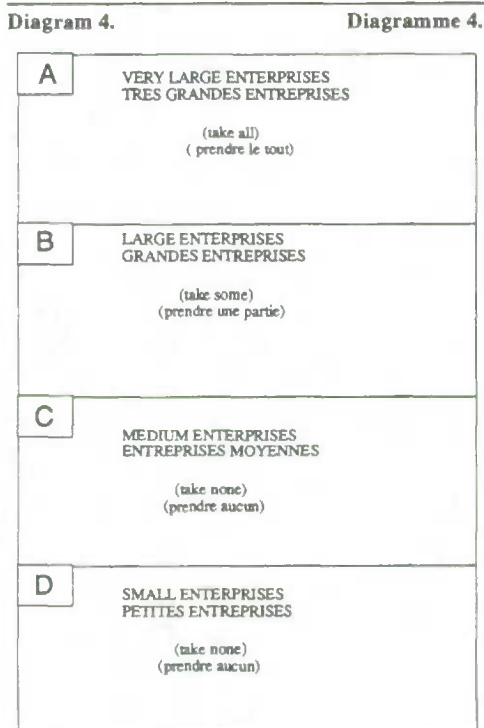 Diagram 4.
Diagramme 4.
A
VERY LARGE ENTERPRISES
TRES GRANDES ENTREPRISES
(take all)
( prendre le tout)
B
LARGE ENTERPRISES
GRANDES ENTREPRISES
(take some)
(prendre une partie)
C
MEDIUM ENTERPRISES
ENTREPRISES MOYENNES
(take none)
(prendre aucun)
D
SMALL ENTERPRISES
PETITES ENTREPRISES
(take none)
(prendre aucun)